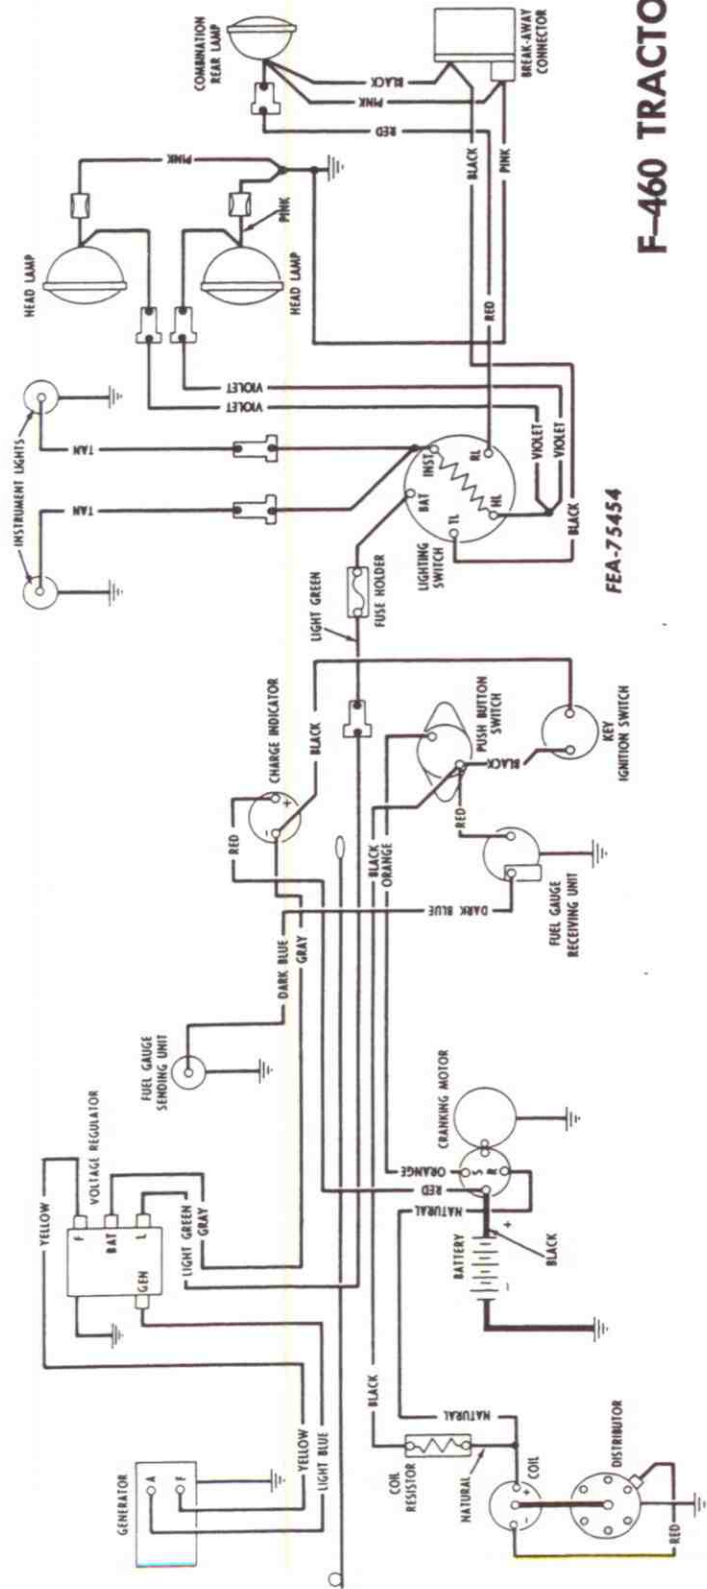 F-460 TRACTO
COMBINATION
REAR LAMP
BREAK-AWAY
CONNECTOR
BLACK
PINK
RED
BLACK
PINK
PINK
HEAD LAMP
PINK
HEAD LAMP
RED
VIOLET
VIOLET
INSTRUMENT LIGHTS
TAN
TAN
INST
RL
BAT
TL
HL
LIGHTING
SWITCH
VIOLET
VIOLET
BLACK
FEA-75454
LIGHT GREEN
FUSE HOLDER
CHARGE INDICATOR
BLACK
PUSH BUTTON
SWITCH
KEY
IGNITION SWITCH
BLACK
RED
-
+
RED
BLACK
ORANGE
DARK BLUE
FUEL GAUGE
RECEIVING UNIT
DARK BLUE
GRAY
FUEL GAUGE
SENDING UNIT
CRANKING MOTOR
VOLTAGE REGULATOR
YELLOW
F
BAT
L
GEN
LIGHT GREEN
GRAY
ORANGE
S
R
RED
NATURAL
BATTERY
+
-
BLACK
BLACK
NATURAL
GENERATOR
A
F
YELLOW
LIGHT BLUE
COIL
RESISTOR
NATURAL
COIL
+
-
DISTRIBUTOR
RED